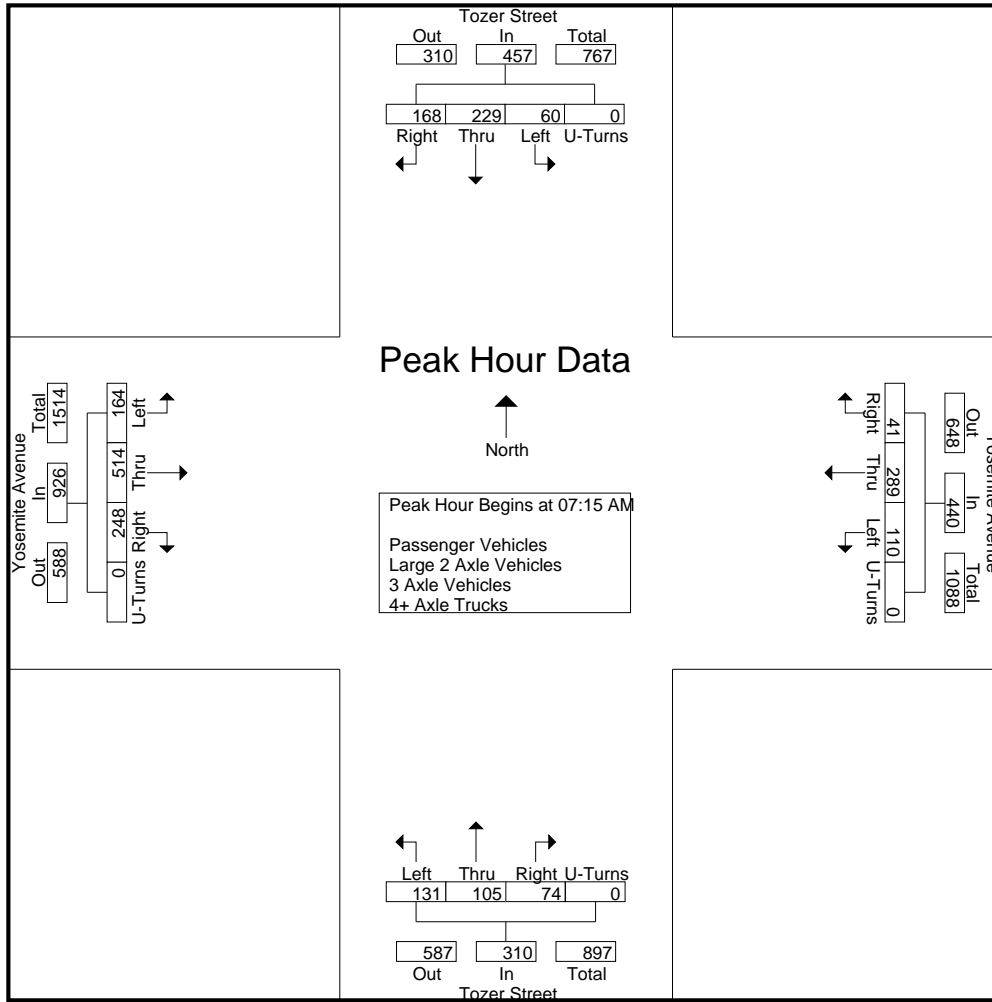 Tozer Street
Out In Total
310 457 767
168 229 60 0
Right Thru Left U-Turns
Peak Hour Data
North
Peak Hour Begins at 07:15 AM
Passenger Vehicles
Large 2 Axle Vehicles
3 Axle Vehicles
4+ Axle Trucks
Yosemite Avenue
Out In Total
588 926 1514
0 248 514 164
U-Turns Right Thru Left
Yosemite Avenue
Out In Total
648 440 1088
41 289 110 0
Right Thru Left U-Turns
Left Thru Right U-Turns
131 105 74 0
587 310 897
Out In Total
Tozer Street